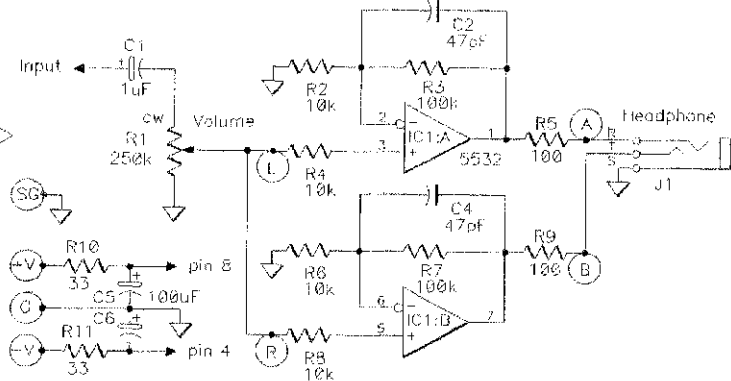 C2
47pF
C1
Input
+
1uF
R2
10k
R3
100k
cw
Volume
R1
250k
2
-
IC1:A
1
3
+
5532
R5
100
A
Headphone
R
T
S
J1
L
R4
10k
SG
C4
47pF
R6
10k
R7
100k
R9
100
B
+V
R10
33
pin 8
+
C5
100uF
G
C6
+
-V
R11
33
pin 4
6
-
IC1:B
7
5
+
R
R8
10k